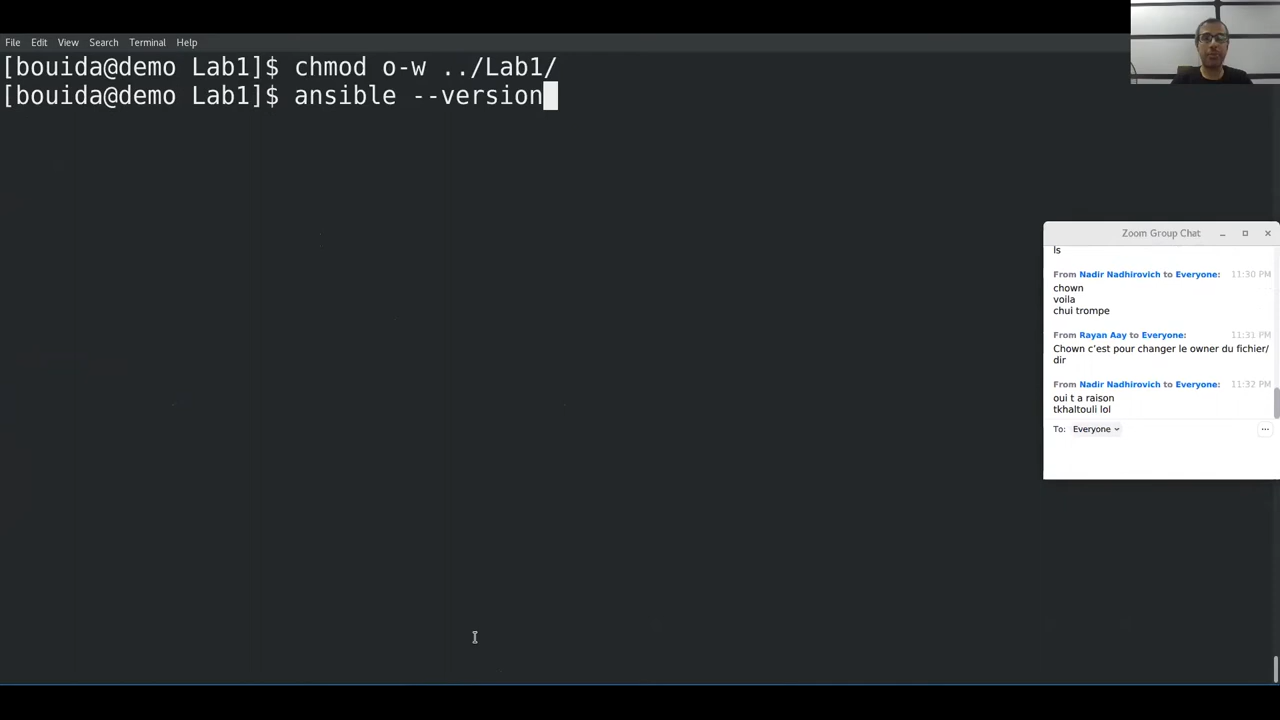 File Edit View Search Terminal Help
[bouida@demo Lab1]$ chmod o-w ../Lab1/
[bouida@demo Lab1]$ ansible --version
Zoom Group Chat
ls
From Nadir Nadhirovich to Everyone: 11:30 PM
chown
voila
chui trompe
From Rayan Aay to Everyone: 11:31 PM
Chown c’est pour changer le owner du fichier/
dir
From Nadir Nadhirovich to Everyone: 11:32 PM
oui t a raison
tkhaltouli lol
To: Everyone